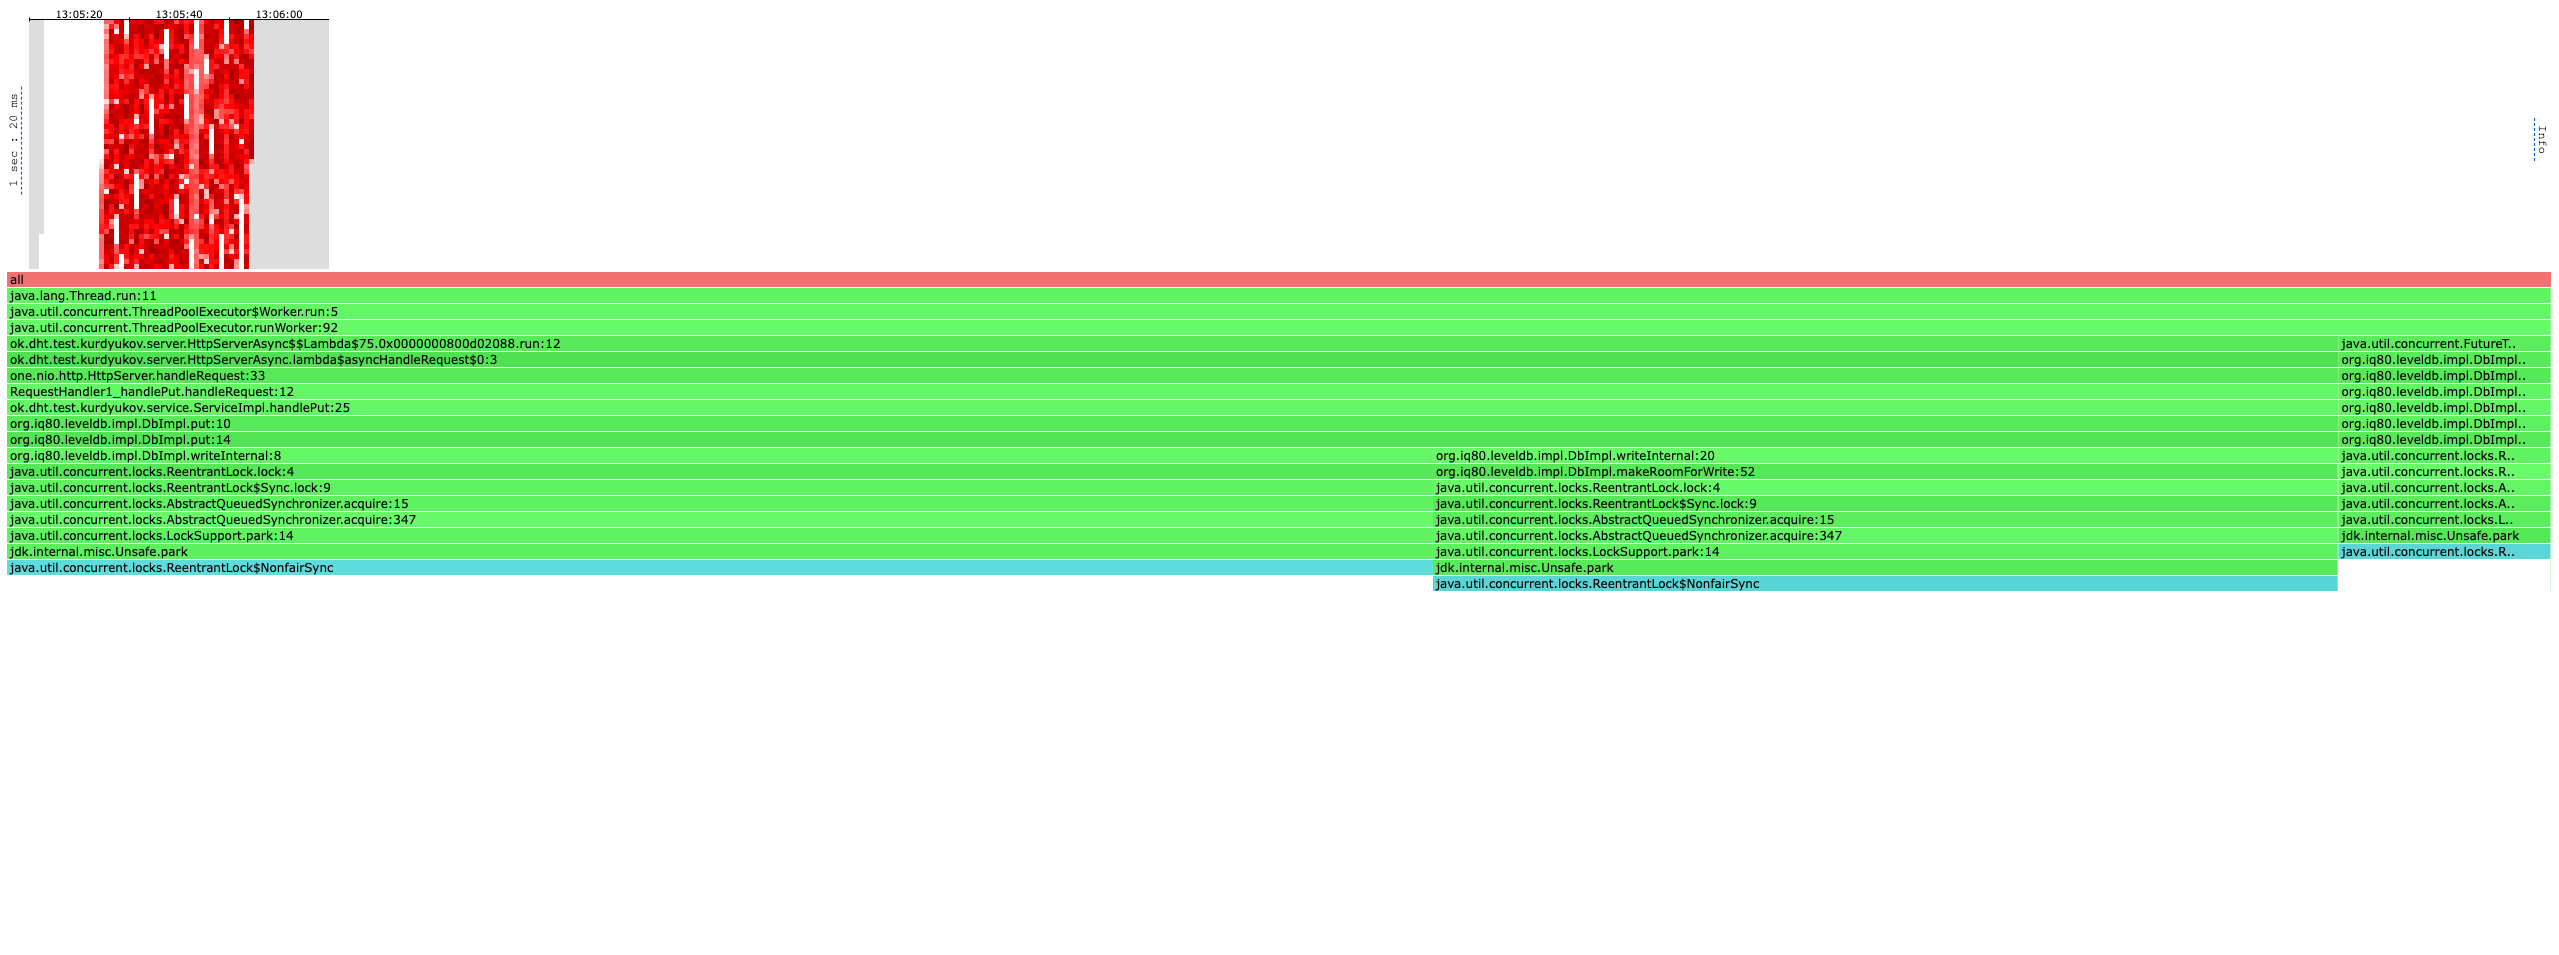 13:05:20 13:05:40 13:06:00
1 sec : 20 ms
Info
all
java.lang.Thread.run:11
java.util.concurrent.ThreadPoolExecutor$Worker.run:5
java.util.concurrent.ThreadPoolExecutor.runWorker:92
ok.dht.test.kurdyukov.server.HttpServerAsync$$Lambda$75.0x0000000800d02088.run:12 java.util.concurrent.FutureT..
ok.dht.test.kurdyukov.server.HttpServerAsync.lambda$asyncHandleRequest$0:3 org.iq80.leveldb.impl.DbImpl..
one.nio.http.HttpServer.handleRequest:33 org.iq80.leveldb.impl.DbImpl..
RequestHandler1_handlePut.handleRequest:12 org.iq80.leveldb.impl.DbImpl..
ok.dht.test.kurdyukov.service.ServiceImpl.handlePut:25 org.iq80.leveldb.impl.DbImpl..
org.iq80.leveldb.impl.DbImpl.put:10 org.iq80.leveldb.impl.DbImpl..
org.iq80.leveldb.impl.DbImpl.put:14 org.iq80.leveldb.impl.DbImpl..
org.iq80.leveldb.impl.DbImpl.writeInternal:8 org.iq80.leveldb.impl.DbImpl.writeInternal:20 java.util.concurrent.locks.R..
java.util.concurrent.locks.ReentrantLock.lock:4 org.iq80.leveldb.impl.DbImpl.makeRoomForWrite:52 java.util.concurrent.locks.R..
java.util.concurrent.locks.ReentrantLock$Sync.lock:9 java.util.concurrent.locks.ReentrantLock.lock:4 java.util.concurrent.locks.A..
java.util.concurrent.locks.AbstractQueuedSynchronizer.acquire:15 java.util.concurrent.locks.ReentrantLock$Sync.lock:9 java.util.concurrent.locks.A..
java.util.concurrent.locks.AbstractQueuedSynchronizer.acquire:347 java.util.concurrent.locks.AbstractQueuedSynchronizer.acquire:15 java.util.concurrent.locks.L..
java.util.concurrent.locks.LockSupport.park:14 java.util.concurrent.locks.AbstractQueuedSynchronizer.acquire:347 jdk.internal.misc.Unsafe.park
jdk.internal.misc.Unsafe.park java.util.concurrent.locks.LockSupport.park:14 java.util.concurrent.locks.R..
java.util.concurrent.locks.ReentrantLock$NonfairSync jdk.internal.misc.Unsafe.park
java.util.concurrent.locks.ReentrantLock$NonfairSync